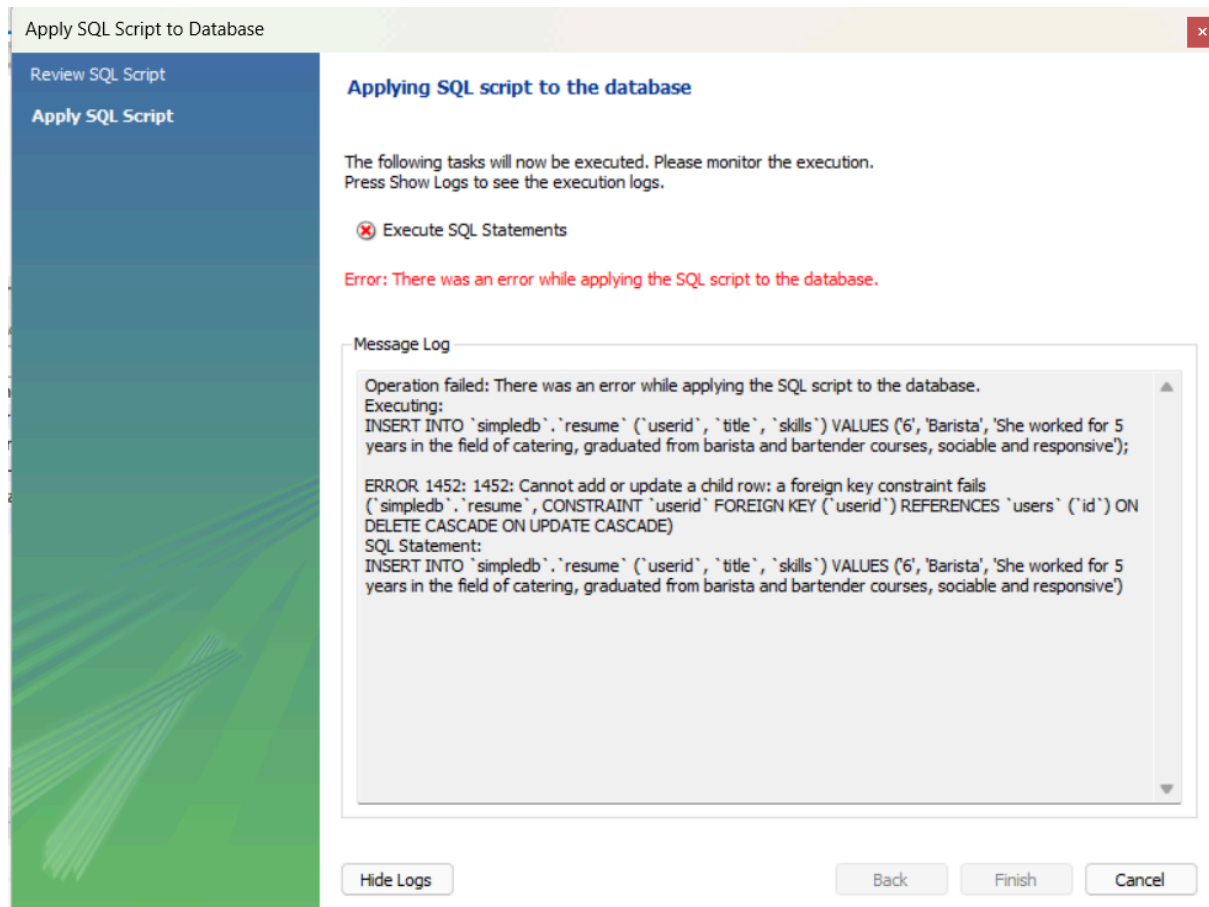 Apply SQL Script to Database
Review SQL Script
Apply SQL Script
Applying SQL script to the database
The following tasks will now be executed. Please monitor the execution.
Press Show Logs to see the execution logs.
Execute SQL Statements
Error: There was an error while applying the SQL script to the database.
Message Log
Operation failed: There was an error while applying the SQL script to the database.
Executing:
INSERT INTO `simpledb`.`resume` (`userid`, `title`, `skills`) VALUES ('6', 'Barista', 'She worked for 5
years in the field of catering, graduated from barista and bartender courses, sociable and responsive');
ERROR 1452: 1452: Cannot add or update a child row: a foreign key constraint fails
(`simpledb`.`resume`, CONSTRAINT `userid` FOREIGN KEY (`userid`) REFERENCES `users` (`id`) ON
DELETE CASCADE ON UPDATE CASCADE)
SQL Statement:
INSERT INTO `simpledb`.`resume` (`userid`, `title`, `skills`) VALUES ('6', 'Barista', 'She worked for 5
years in the field of catering, graduated from barista and bartender courses, sociable and responsive')
Hide Logs
Back
Finish
Cancel